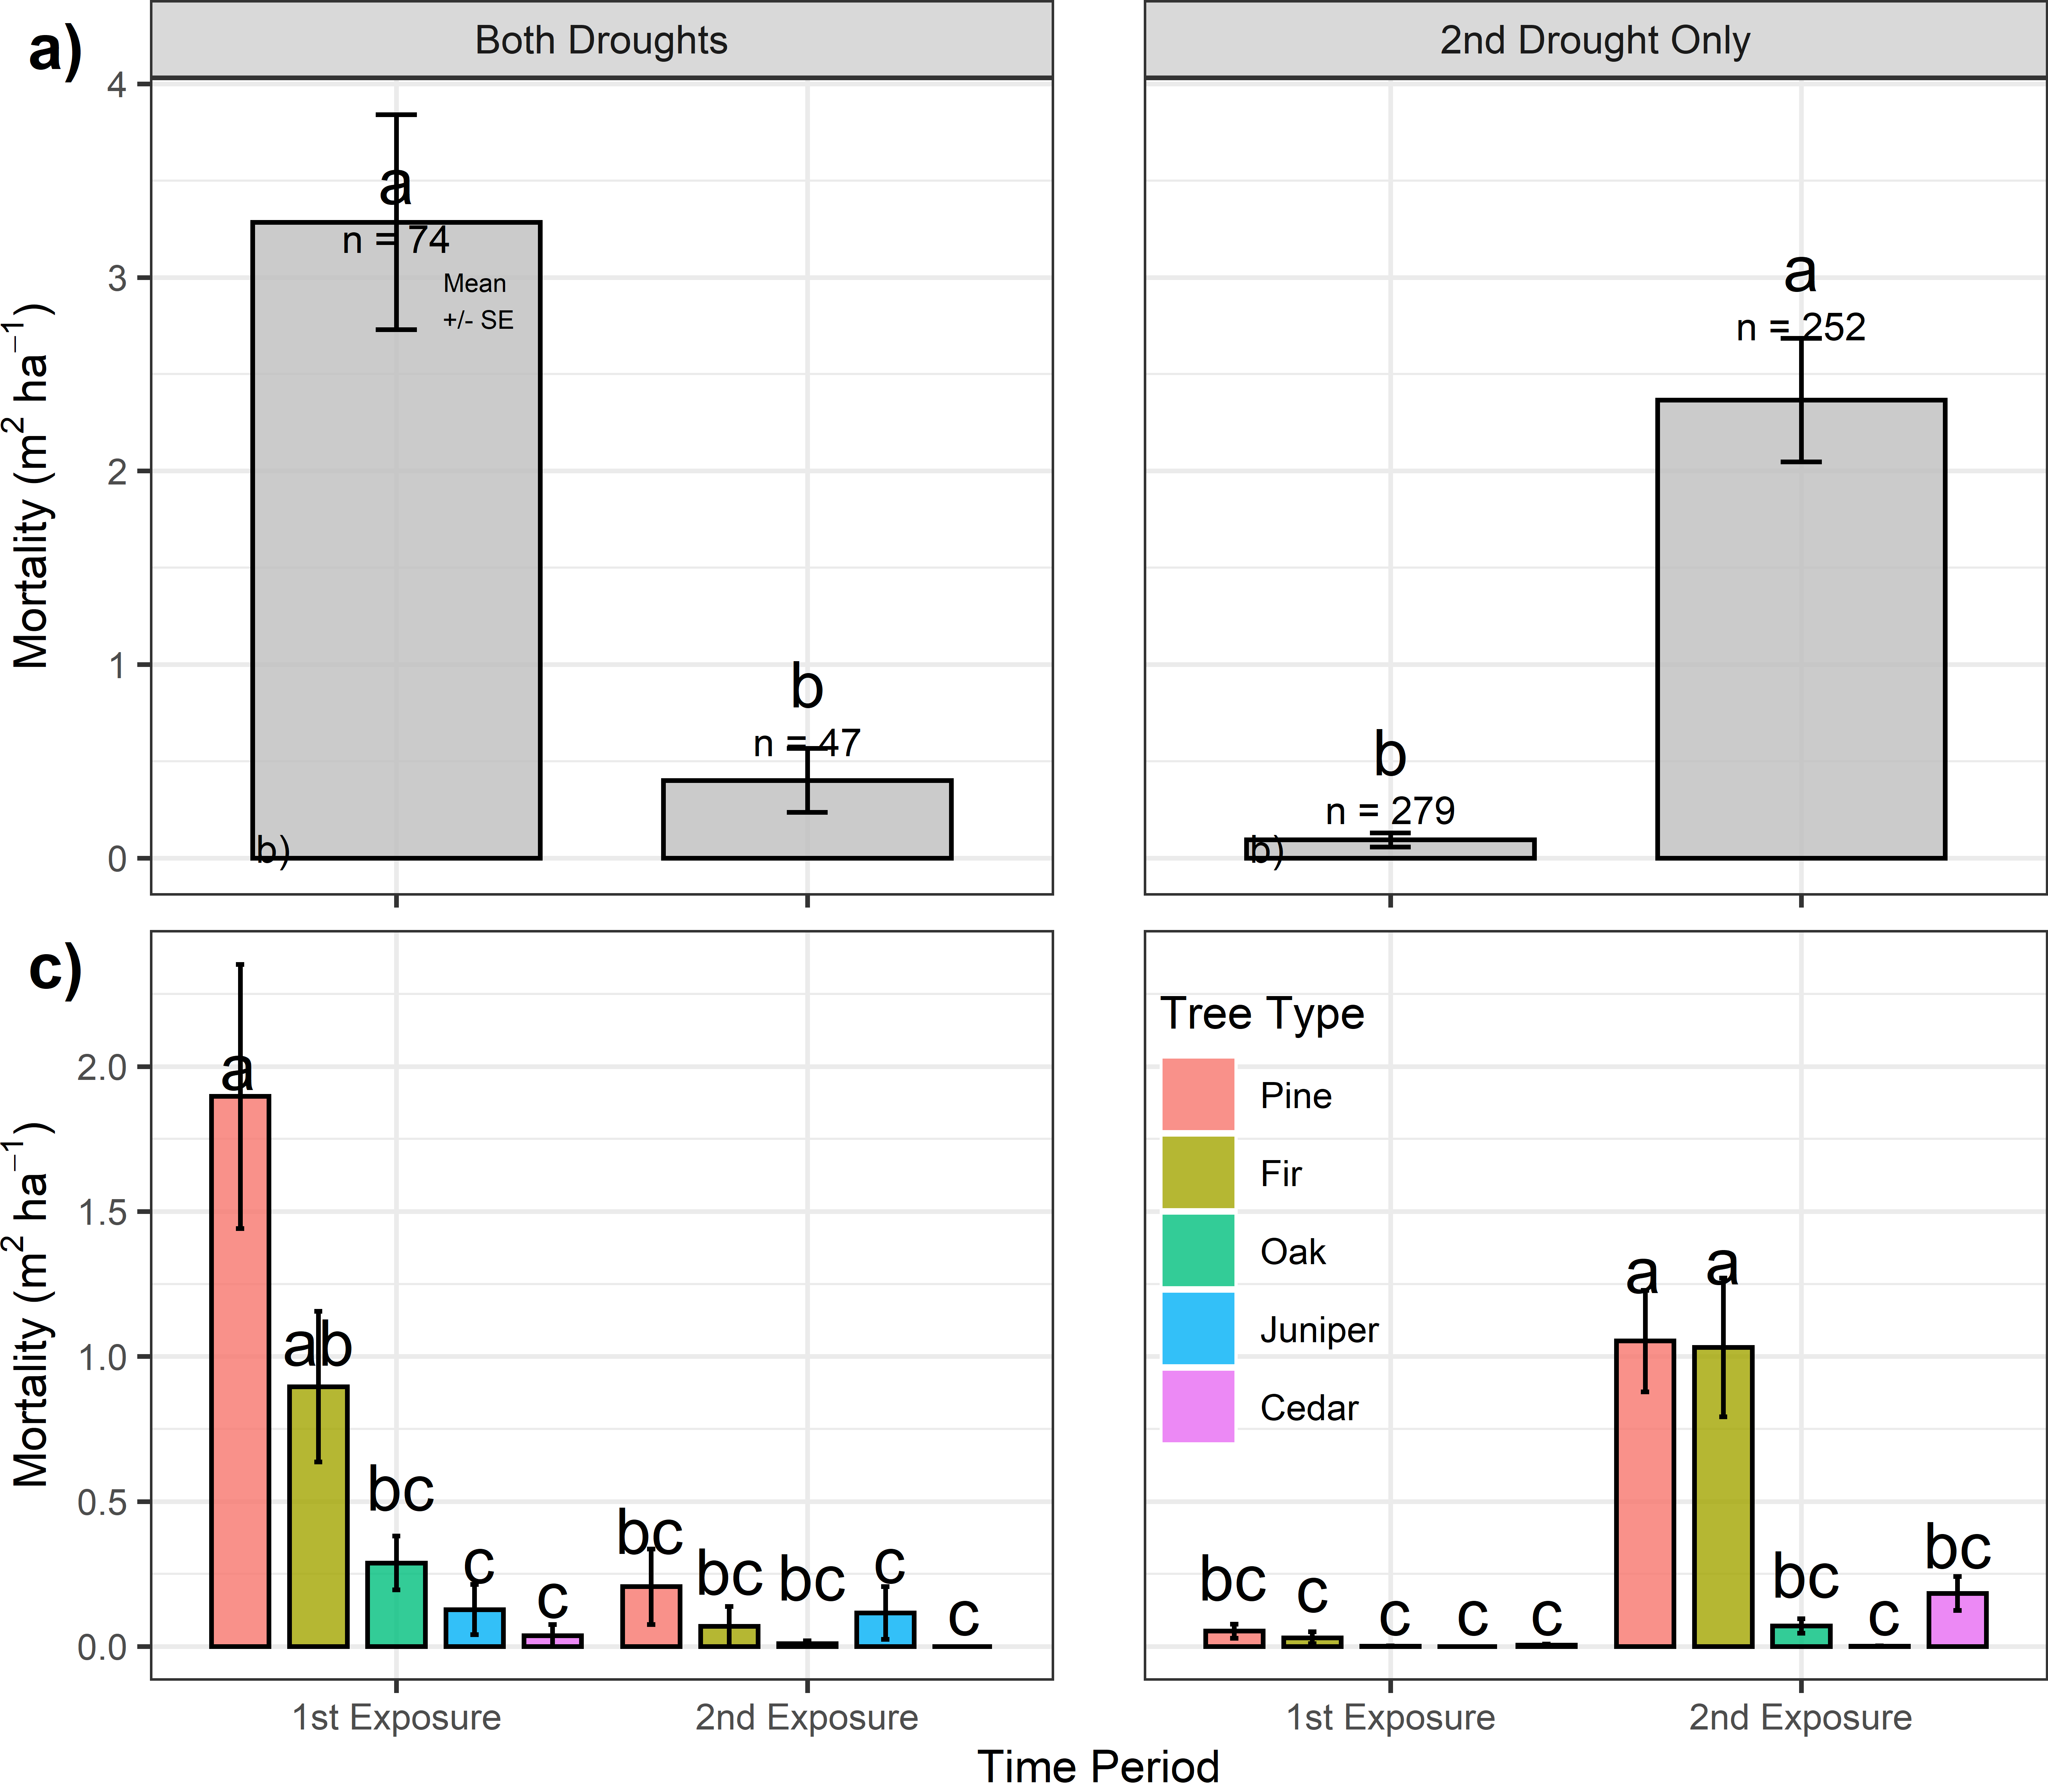 a)
Both Droughts
2nd Drought Only
Mortality (m² ha⁻¹)
4
3
2
1
0
a
n = 74
Mean
+/- SE
b
n = 47
b)
b
n = 279
b)
a
n = 252
c)
Mortality (m² ha⁻¹)
2.0
1.5
1.0
0.5
0.0
a
ab
bc
c
c
bc
bc
bc
c
c
Tree Type
Pine
Fir
Oak
Juniper
Cedar
bc
c
c
c
c
a
a
bc
c
bc
1st Exposure
2nd Exposure
1st Exposure
2nd Exposure
Time Period